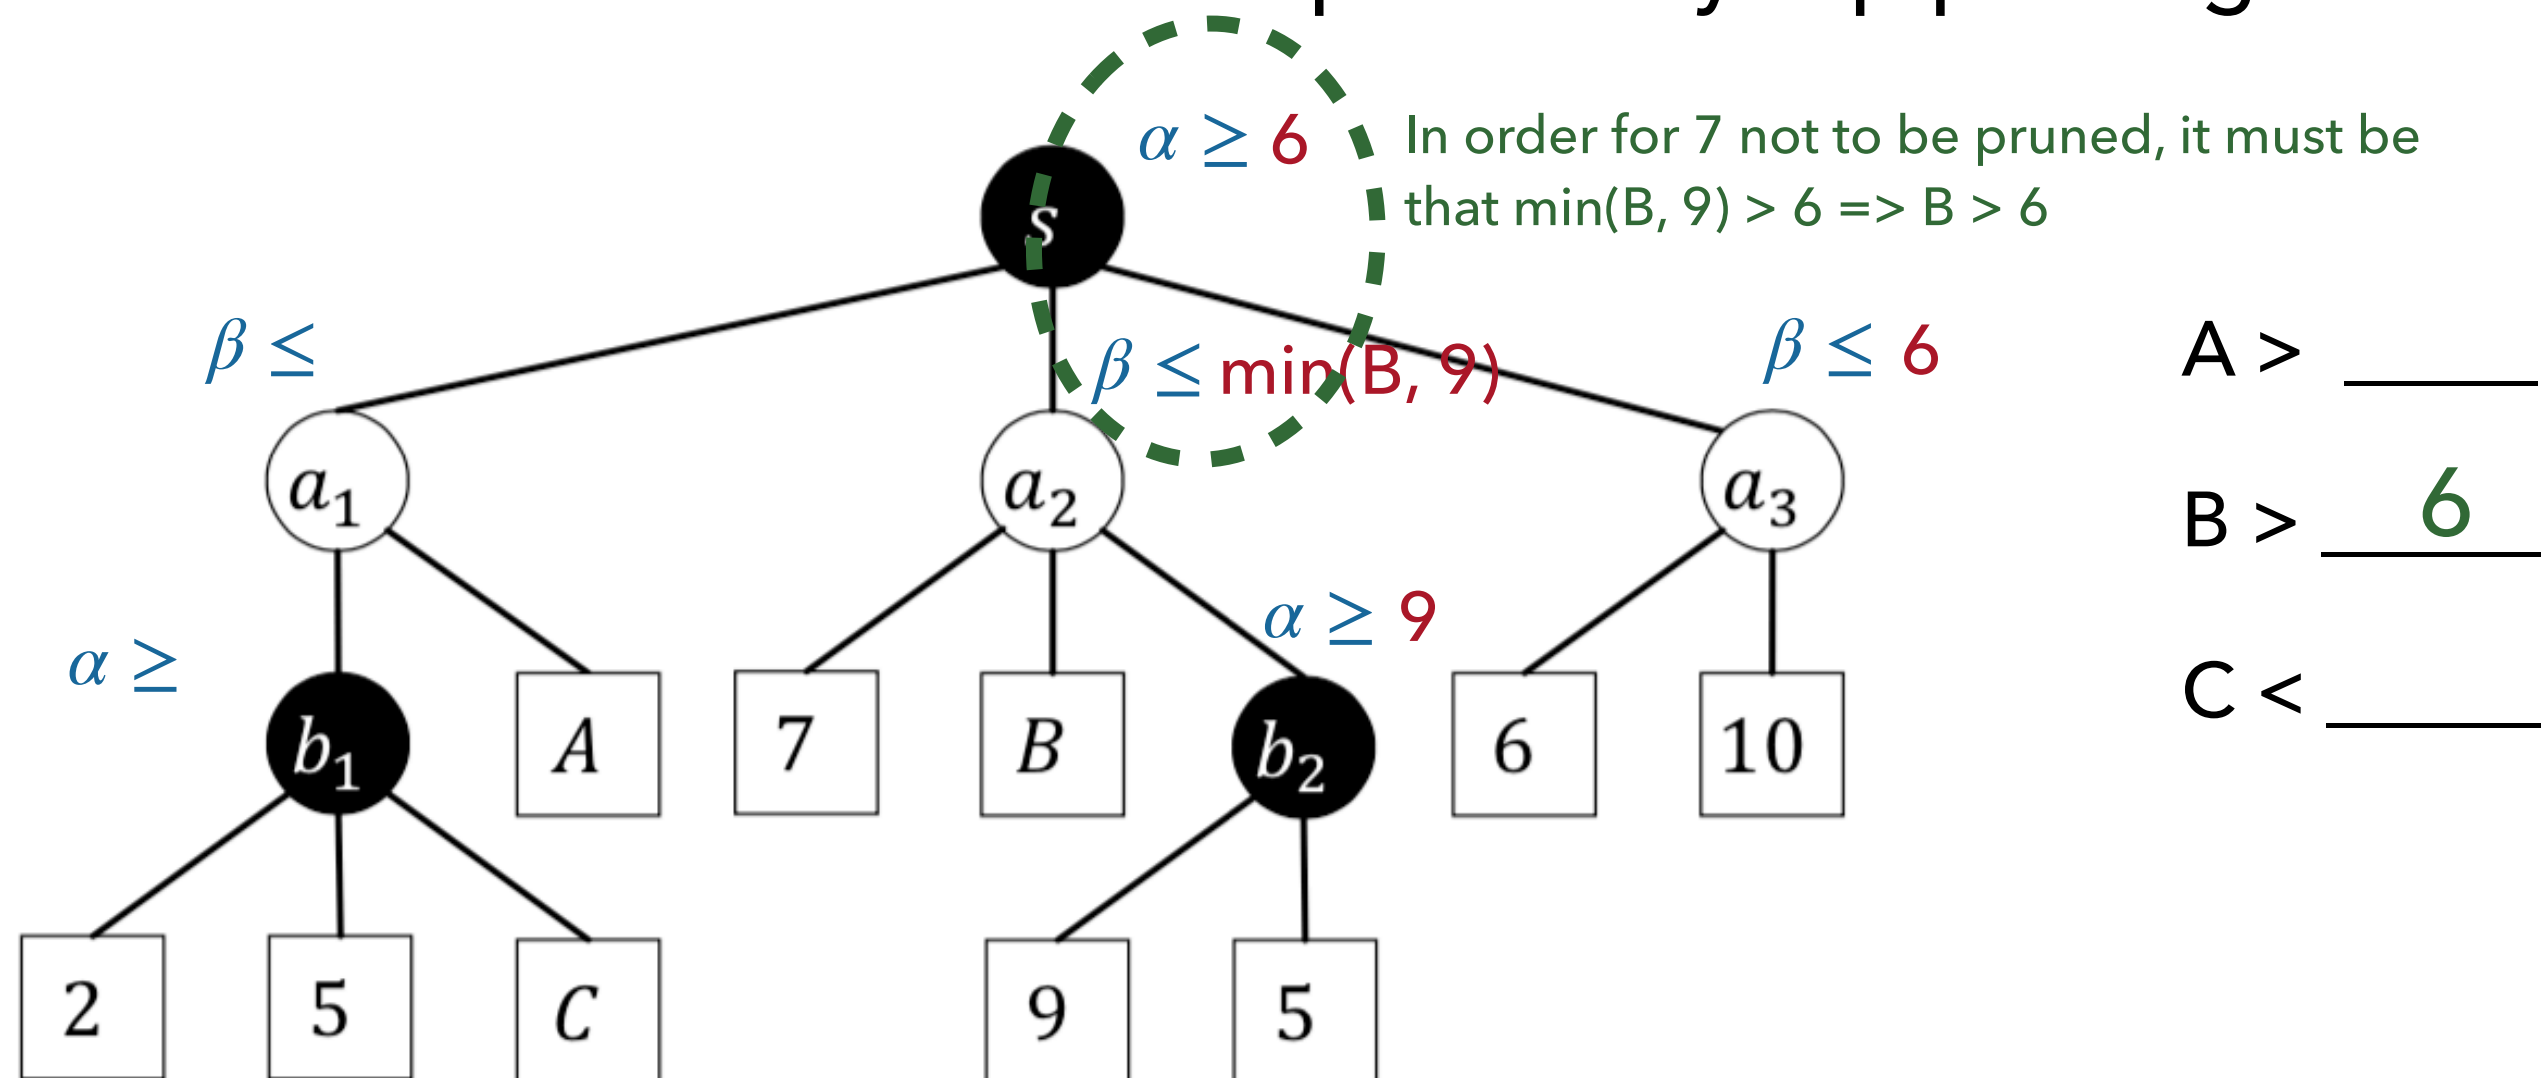 α ≥ 6
In order for 7 not to be pruned, it must be
that min(B, 9) > 6 => B > 6
s
β ≤
β ≤ min(B, 9)
β ≤ 6
A >
a₁
a₂
a₃
B > 6
α ≥
α ≥ 9
C <
b₁
A
7
B
b₂
6
10
2
5
C
9
5